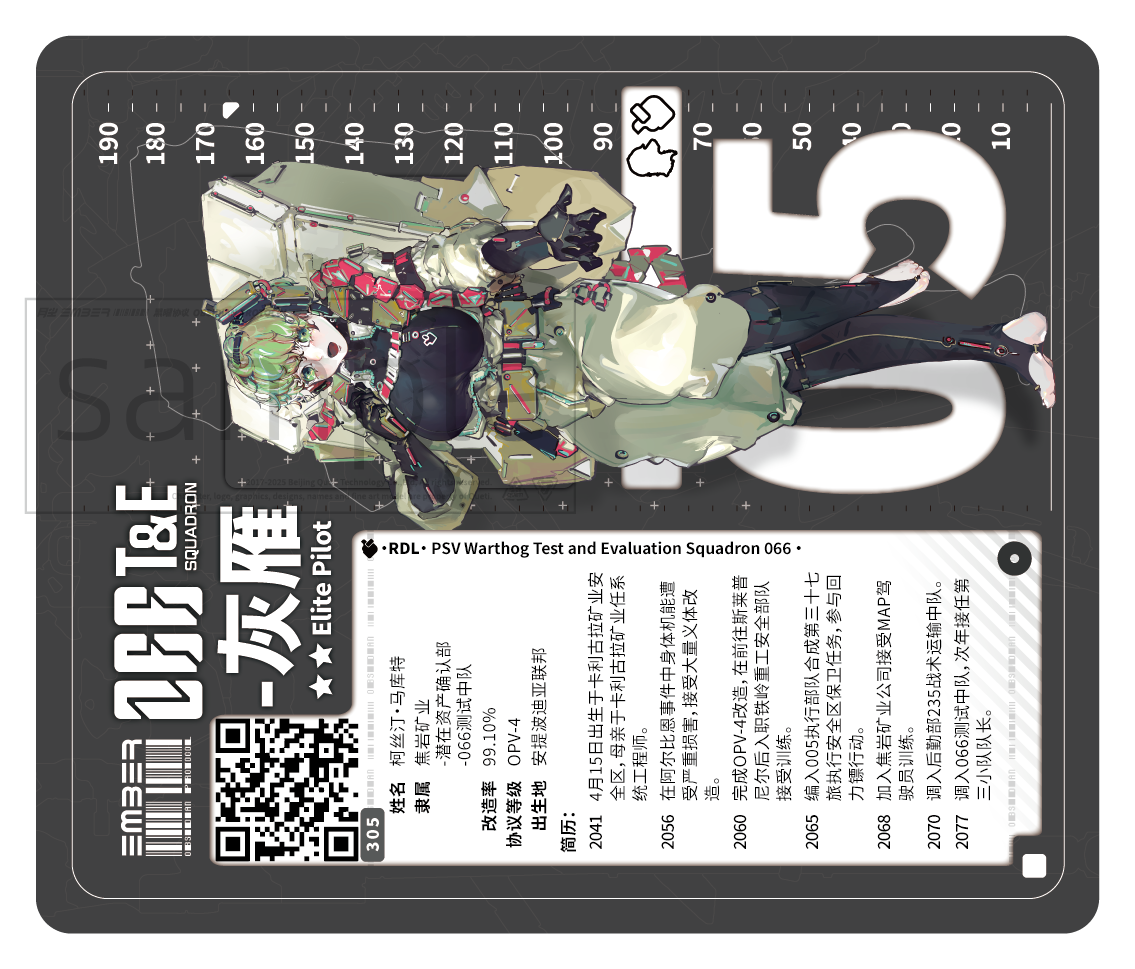 EMBER
066 T&E
SQUADRON
-灰雁
★★ Elite Pilot
305
•RDL• PSV Warthog Test and Evaluation Squadron 066 •
姓名 柯丝汀·马库特
隶属 焦岩矿业
-潜在资产确认部
-066测试中队
改造率 99.10%
协议等级 OPV-4
出生地 安提波迪亚联邦
简历:
2041 4月15日出生于卡利古拉矿业安
全区,母亲于卡利古拉矿业任系
统工程师。
2056 在阿尔比恩事件中身体机能遭
受严重损害,接受大量义体改
造。
2060 完成OPV-4改造,在前往斯莱普
尼尔后入职铁岭重工安全部队
接受训练。
2065 编入005执行部队合成第三十七
旅执行安全区保卫任务,参与回
力镖行动。
2068 加入焦岩矿业公司接受MAP驾
驶员训练。
2070 调入后勤部235战术运输中队。
2077 调入066测试中队,次年接任第
三小队队长。
190
180
170
160
150
140
130
120
110
100
90
70
50
10
05
sample